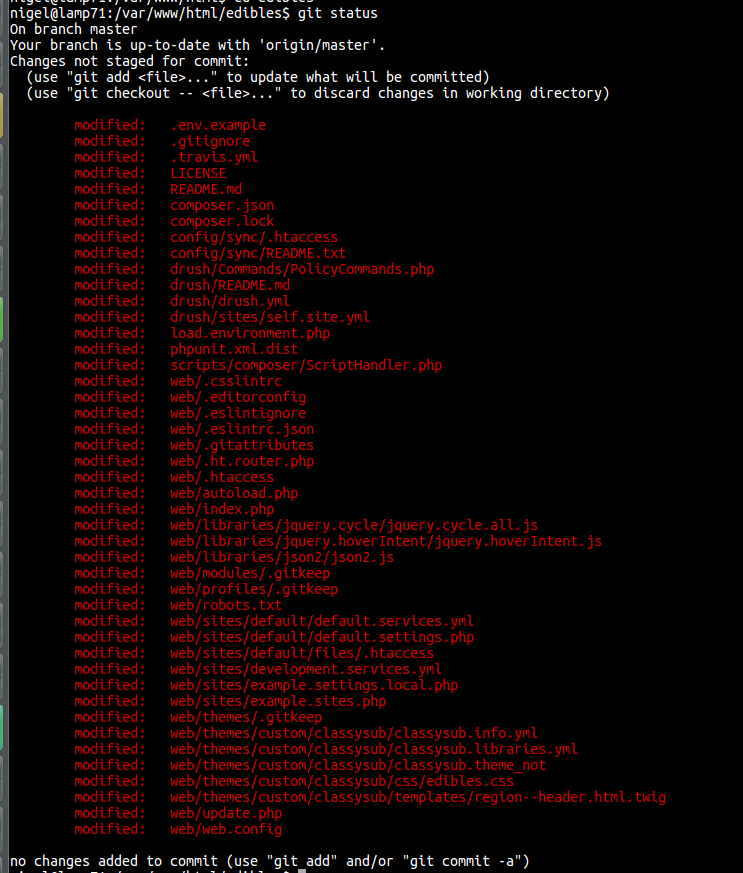 nigel@lamp71:/var/www/html/edibles$ git status
On branch master
Your branch is up-to-date with 'origin/master'.
Changes not staged for commit:
  (use "git add <file>..." to update what will be committed)
  (use "git checkout -- <file>..." to discard changes in working directory)

        modified:   .env.example
        modified:   .gitignore
        modified:   .travis.yml
        modified:   LICENSE
        modified:   README.md
        modified:   composer.json
        modified:   composer.lock
        modified:   config/sync/.htaccess
        modified:   config/sync/README.txt
        modified:   drush/Commands/PolicyCommands.php
        modified:   drush/README.md
        modified:   drush/drush.yml
        modified:   drush/sites/self.site.yml
        modified:   load.environment.php
        modified:   phpunit.xml.dist
        modified:   scripts/composer/ScriptHandler.php
        modified:   web/.csslintrc
        modified:   web/.editorconfig
        modified:   web/.eslintignore
        modified:   web/.eslintrc.json
        modified:   web/.gitattributes
        modified:   web/.ht.router.php
        modified:   web/.htaccess
        modified:   web/autoload.php
        modified:   web/index.php
        modified:   web/libraries/jquery.cycle/jquery.cycle.all.js
        modified:   web/libraries/jquery.hoverIntent/jquery.hoverIntent.js
        modified:   web/libraries/json2/json2.js
        modified:   web/modules/.gitkeep
        modified:   web/profiles/.gitkeep
        modified:   web/robots.txt
        modified:   web/sites/default/default.services.yml
        modified:   web/sites/default/default.settings.php
        modified:   web/sites/default/files/.htaccess
        modified:   web/sites/development.services.yml
        modified:   web/sites/example.settings.local.php
        modified:   web/sites/example.sites.php
        modified:   web/themes/.gitkeep
        modified:   web/themes/custom/classysub/classysub.info.yml
        modified:   web/themes/custom/classysub/classysub.libraries.yml
        modified:   web/themes/custom/classysub/classysub.theme_not
        modified:   web/themes/custom/classysub/css/edibles.css
        modified:   web/themes/custom/classysub/templates/region--header.html.twig
        modified:   web/update.php
        modified:   web/web.config

no changes added to commit (use "git add" and/or "git commit -a")